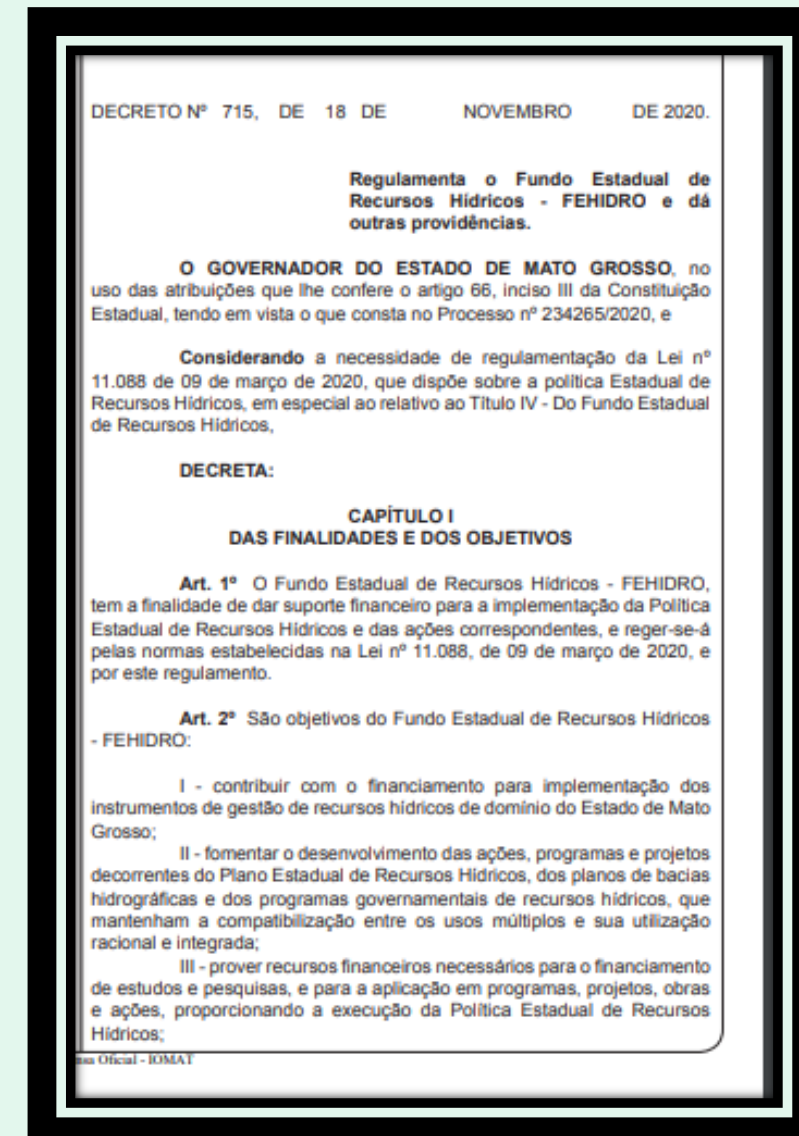 DECRETO Nº 715, DE 18 DE NOVEMBRO DE 2020.
Regulamenta o Fundo Estadual de
Recursos Hídricos - FEHIDRO e dá
outras providências.
O GOVERNADOR DO ESTADO DE MATO GROSSO, no
uso das atribuições que lhe confere o artigo 66, inciso III da Constituição
Estadual, tendo em vista o que consta no Processo nº 234265/2020, e
Considerando a necessidade de regulamentação da Lei nº
11.088 de 09 de março de 2020, que dispõe sobre a política Estadual de
Recursos Hídricos, em especial ao relativo ao Título IV - Do Fundo Estadual
de Recursos Hídricos,
DECRETA:
CAPÍTULO I
DAS FINALIDADES E DOS OBJETIVOS
Art. 1º O Fundo Estadual de Recursos Hídricos - FEHIDRO,
tem a finalidade de dar suporte financeiro para a implementação da Política
Estadual de Recursos Hídricos e das ações correspondentes, e reger-se-á
pelas normas estabelecidas na Lei nº 11.088, de 09 de março de 2020, e
por este regulamento.
Art. 2º São objetivos do Fundo Estadual de Recursos Hídricos
- FEHIDRO:
I - contribuir com o financiamento para implementação dos
instrumentos de gestão de recursos hídricos de domínio do Estado de Mato
Grosso;
II - fomentar o desenvolvimento das ações, programas e projetos
decorrentes do Plano Estadual de Recursos Hídricos, dos planos de bacias
hidrográficas e dos programas governamentais de recursos hídricos, que
mantenham a compatibilização entre os usos múltiplos e sua utilização
racional e integrada;
III - prover recursos financeiros necessários para o financiamento
de estudos e pesquisas, e para a aplicação em programas, projetos, obras
e ações, proporcionando a execução da Política Estadual de Recursos
Hídricos;
Oficial - IOMAT